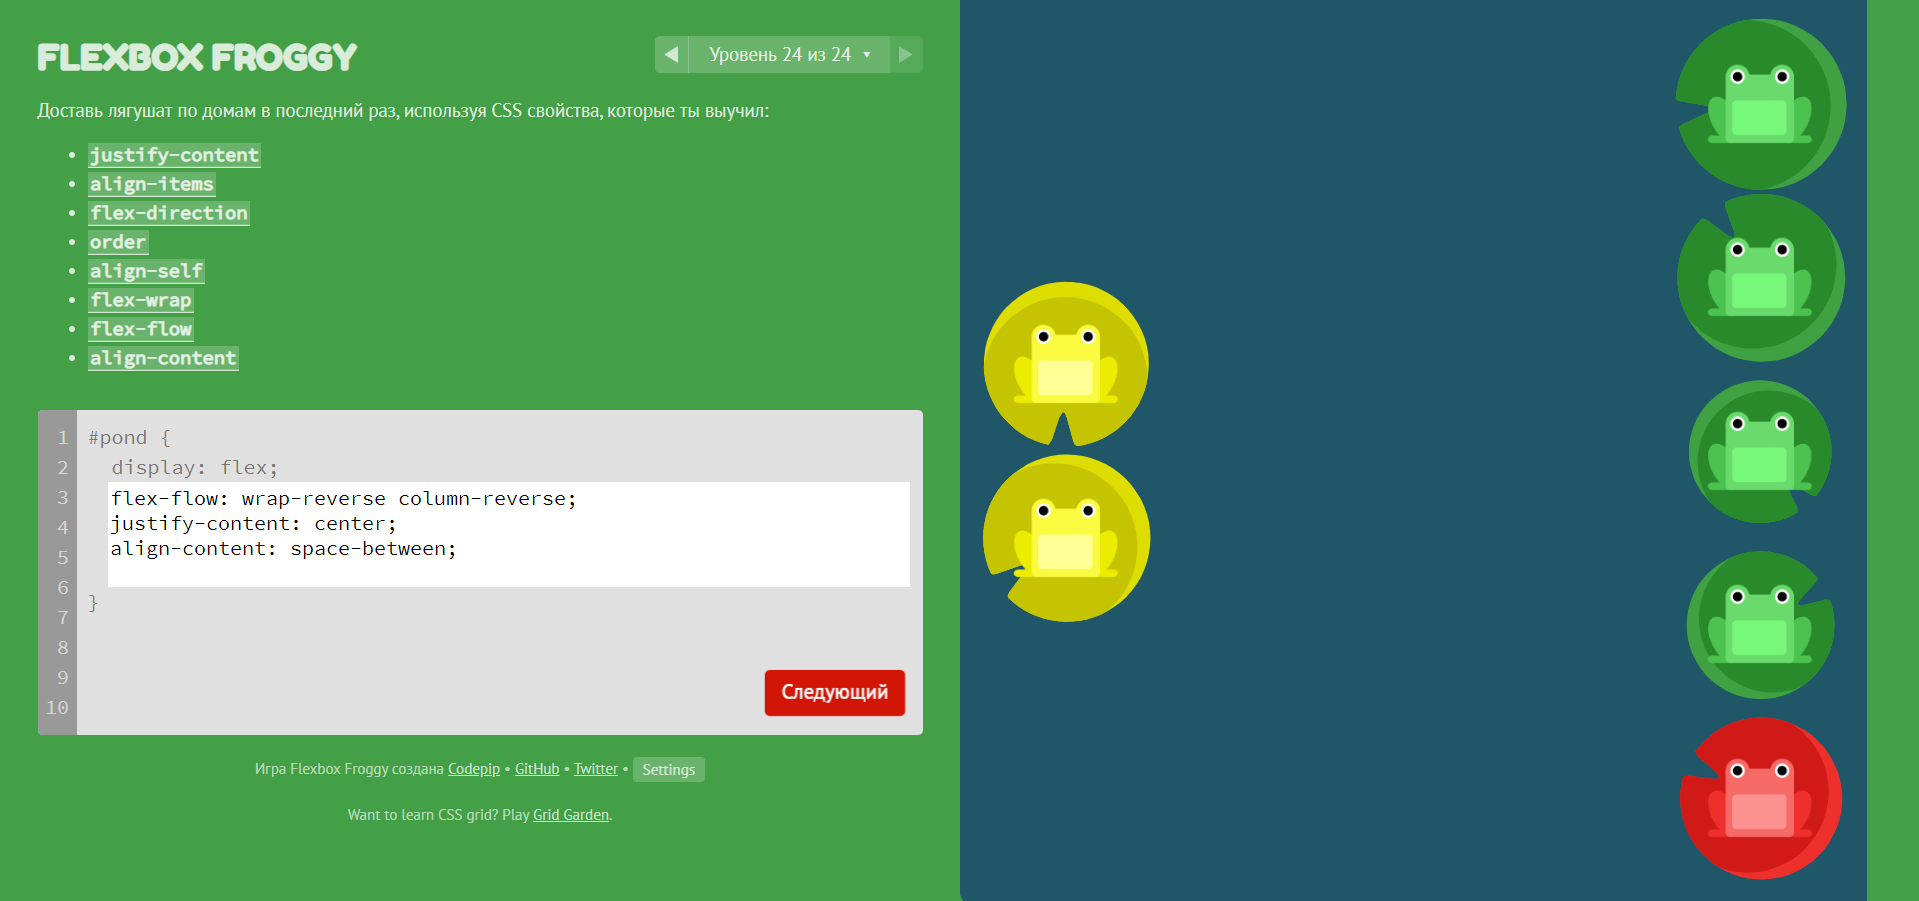 FLEXBOX FROGGY
Уровень 24 из 24
Доставь лягушат по домам в последний раз, используя CSS свойства, которые ты выучил:
justify-content
align-items
flex-direction
order
align-self
flex-wrap
flex-flow
align-content
1 #pond {
2 display: flex;
3 flex-flow: wrap-reverse column-reverse;
4 justify-content: center;
5 align-content: space-between;
6 }
7
8
9
10
Следующий
Игра Flexbox Froggy создана Codepip • GitHub • Twitter • Settings
Want to learn CSS grid? Play Grid Garden.